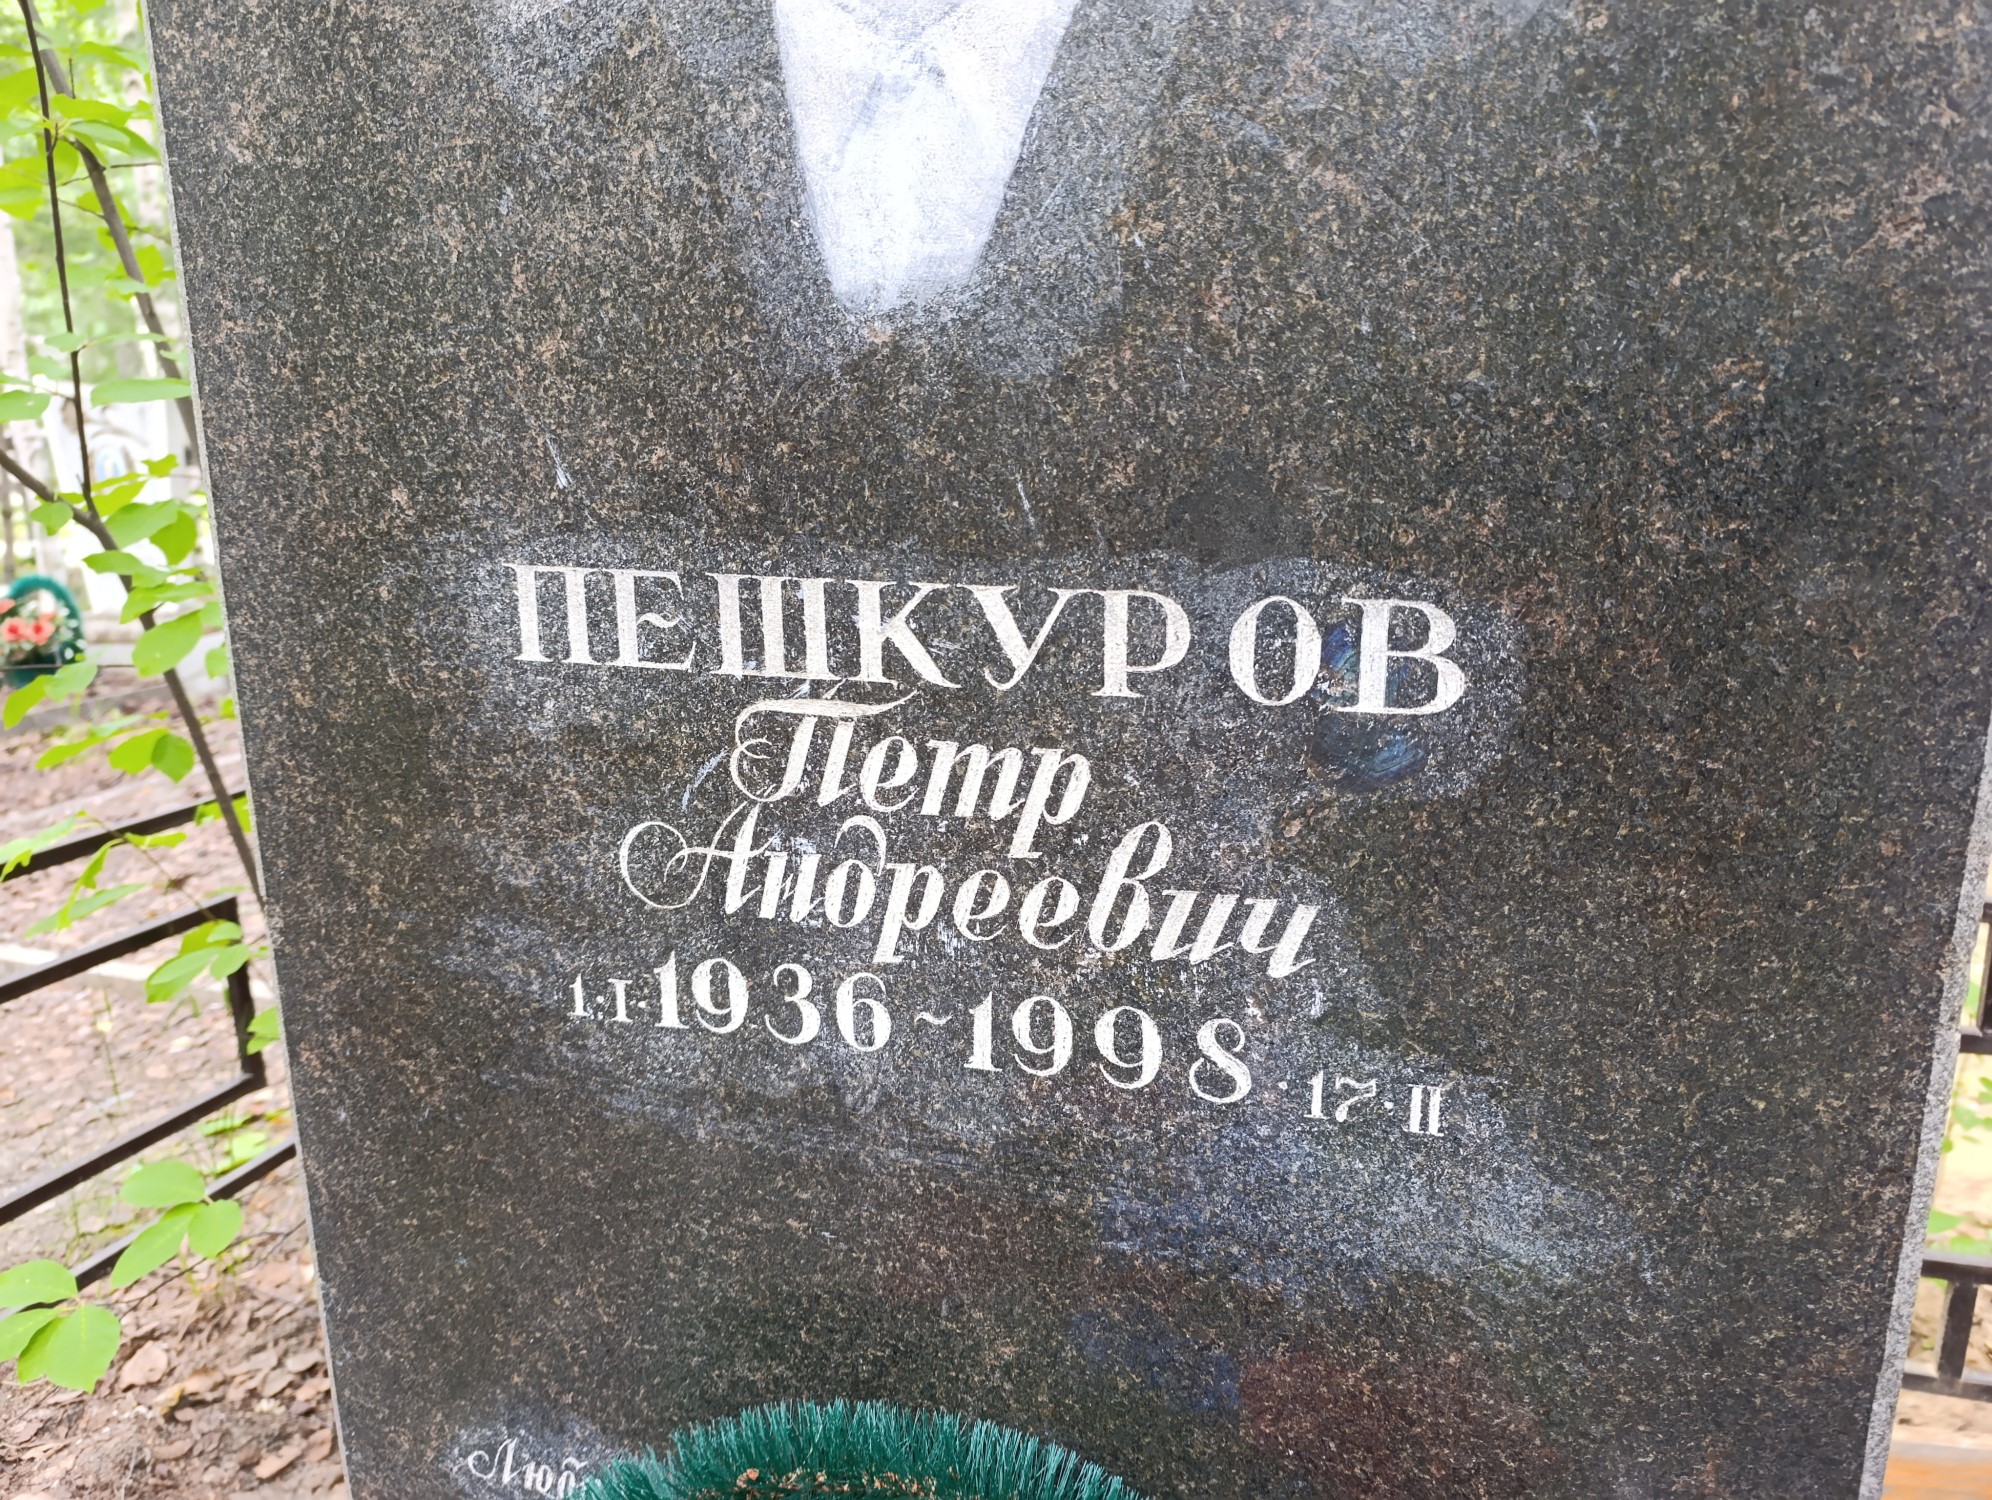 ПЕШКУРОВ
Петр
Андреевич
1·I·1936~1998·17·II